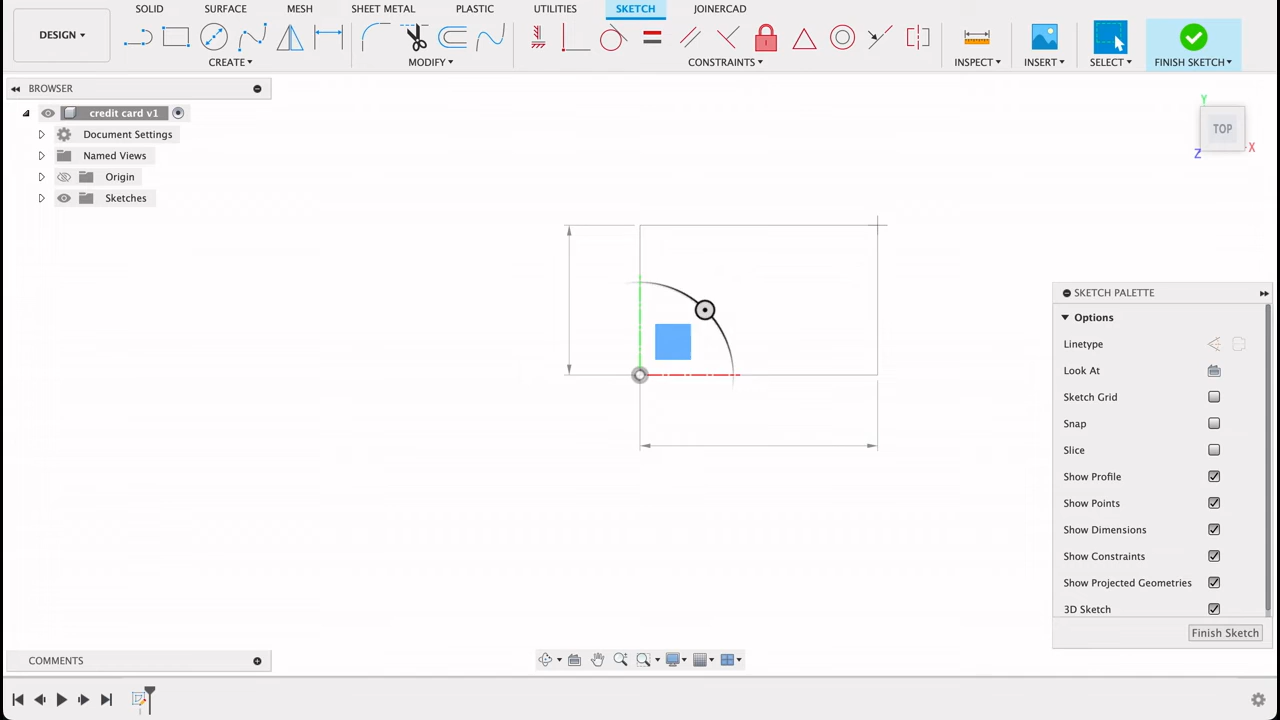 SOLID SURFACE MESH SHEET METAL PLASTIC UTILITIES SKETCH JOINERCAD
DESIGN
CREATE MODIFY CONSTRAINTS INSPECT INSERT SELECT FINISH SKETCH
BROWSER
credit card v1
Document Settings
Named Views
Origin
Sketches
Y
TOP
X
Z
SKETCH PALETTE
Options
Linetype
Look At
Sketch Grid
Snap
Slice
Show Profile
Show Points
Show Dimensions
Show Constraints
Show Projected Geometries
3D Sketch
Finish Sketch
COMMENTS